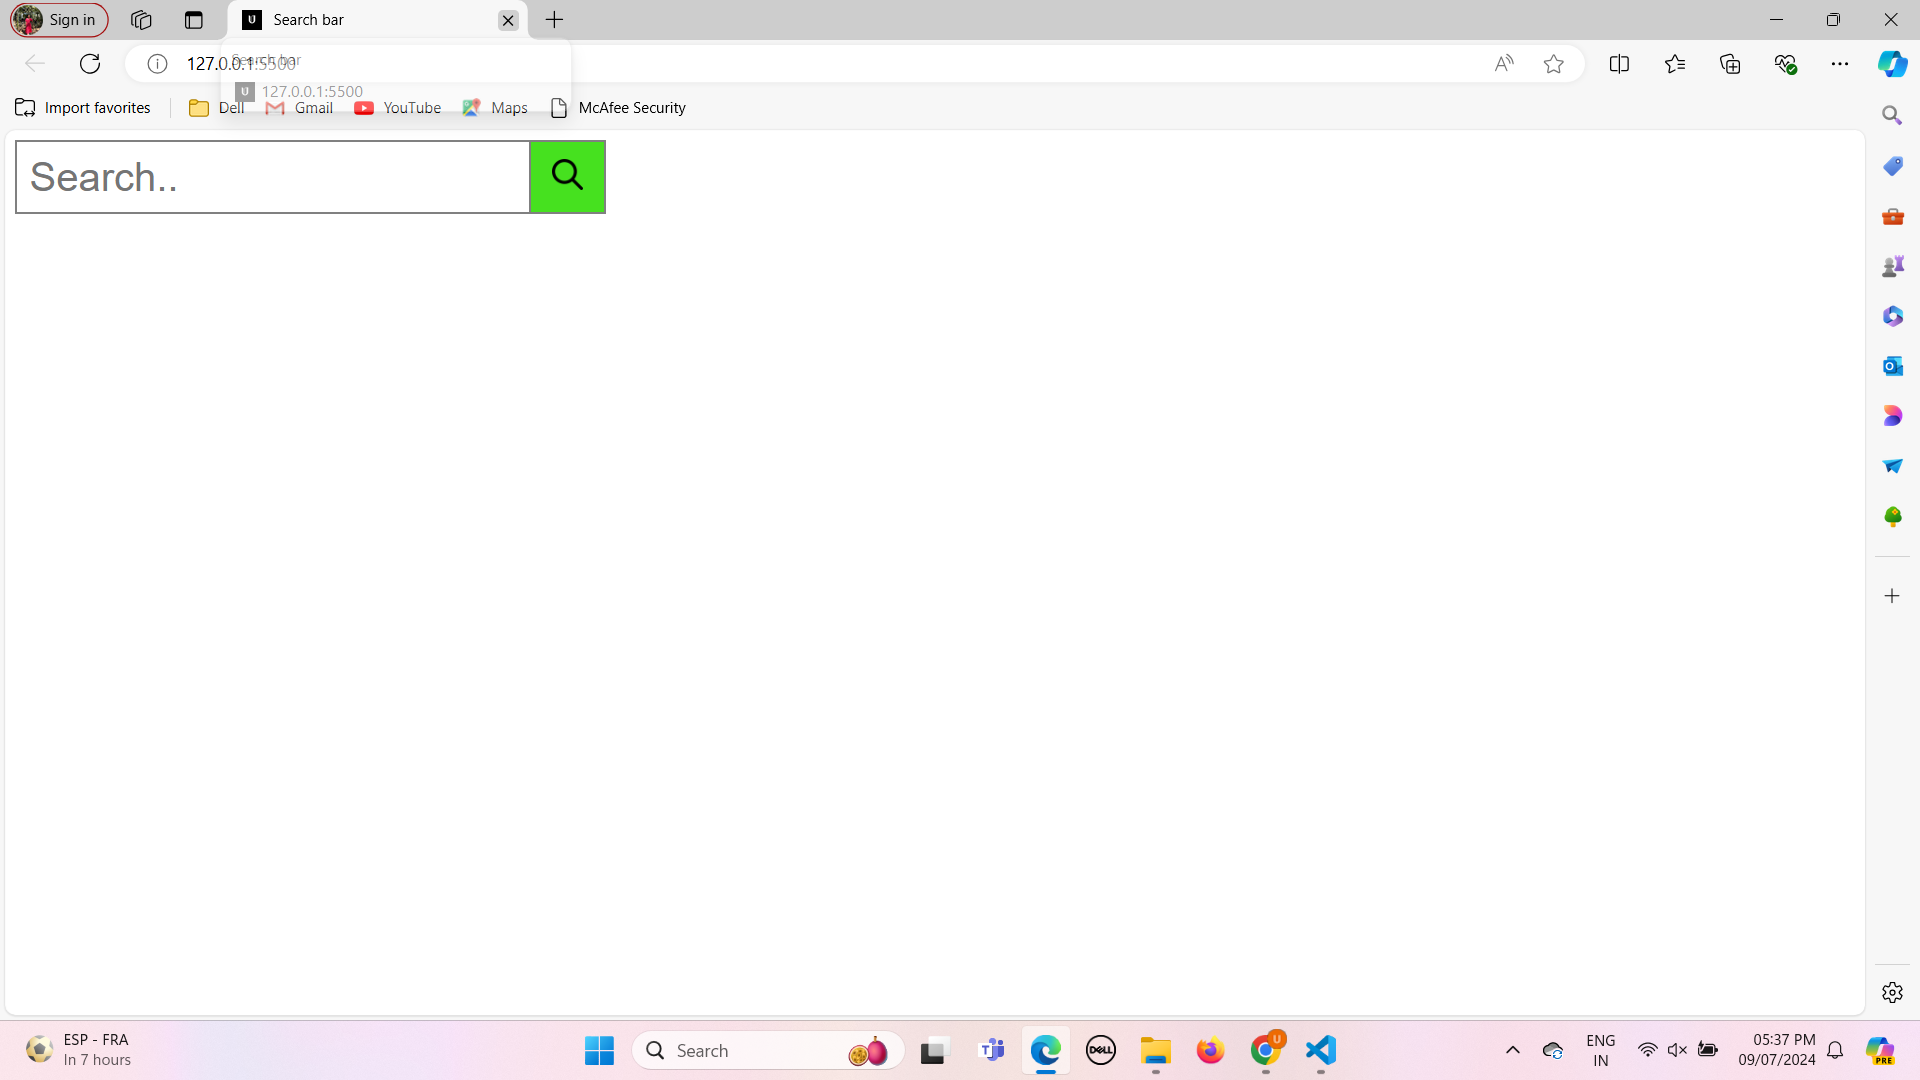 Sign in
U Search bar
127.0.0.1:5500
Search bar
U 127.0.0.1:5500
Import favorites Dell Gmail YouTube Maps McAfee Security
Search..
ESP - FRA
In 7 hours
Search
T
DELL
U
ENG
IN
05:37 PM
09/07/2024
PRE